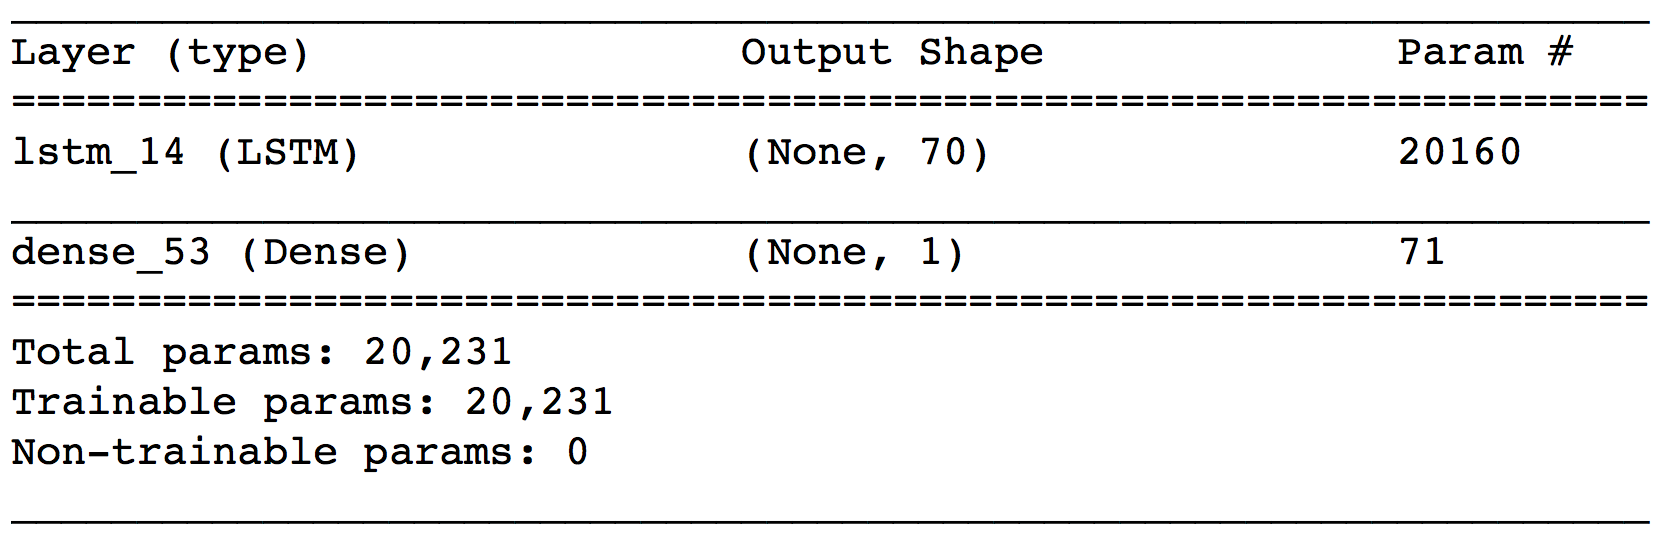 _________________________________________________________________
Layer (type)                 Output Shape              Param #
=================================================================
lstm_14 (LSTM)               (None, 70)                20160
_________________________________________________________________
dense_53 (Dense)             (None, 1)                 71
=================================================================
Total params: 20,231
Trainable params: 20,231
Non-trainable params: 0
_________________________________________________________________